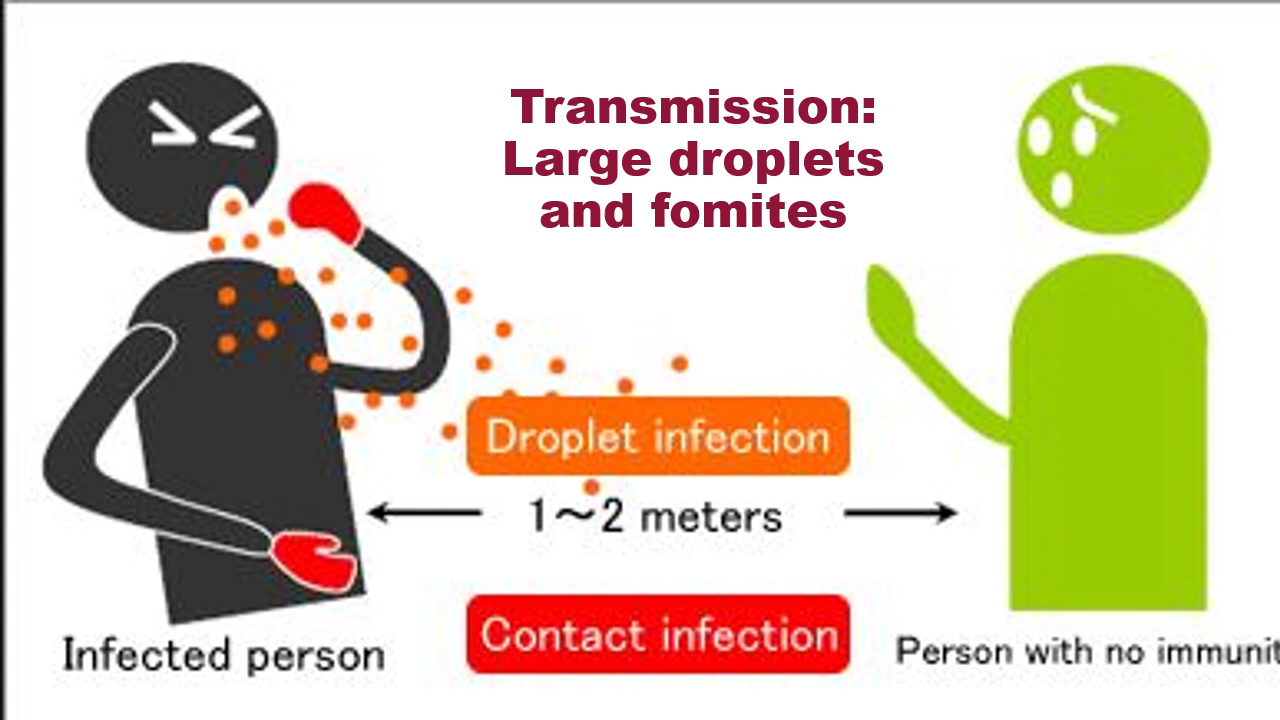 Transmission:
Large droplets
and fomites
Droplet infection
1～2 meters
Contact infection
Infected person
Person with no immunit